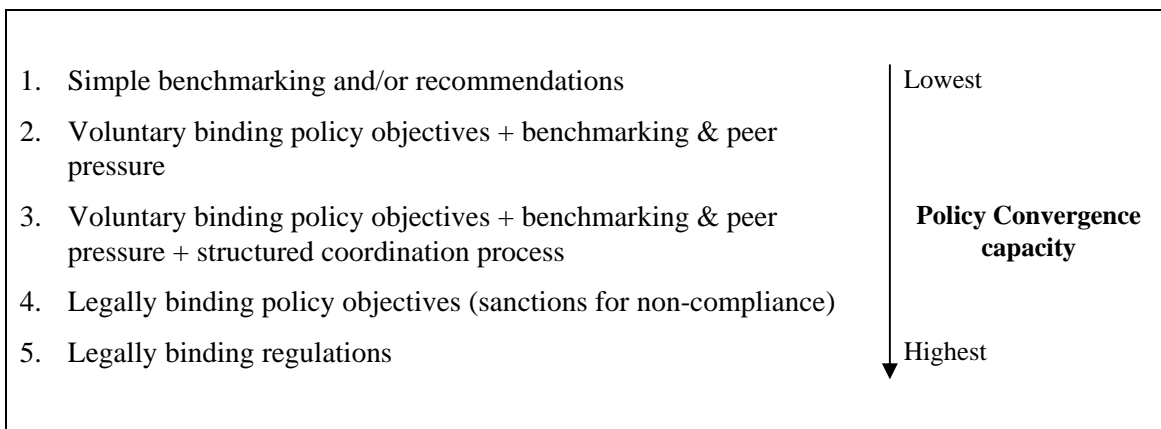 1. Simple benchmarking and/or recommendations
2. Voluntary binding policy objectives + benchmarking & peer
pressure
3. Voluntary binding policy objectives + benchmarking & peer
pressure + structured coordination process
4. Legally binding policy objectives (sanctions for non-compliance)
5. Legally binding regulations
Lowest
Policy Convergence
capacity
Highest